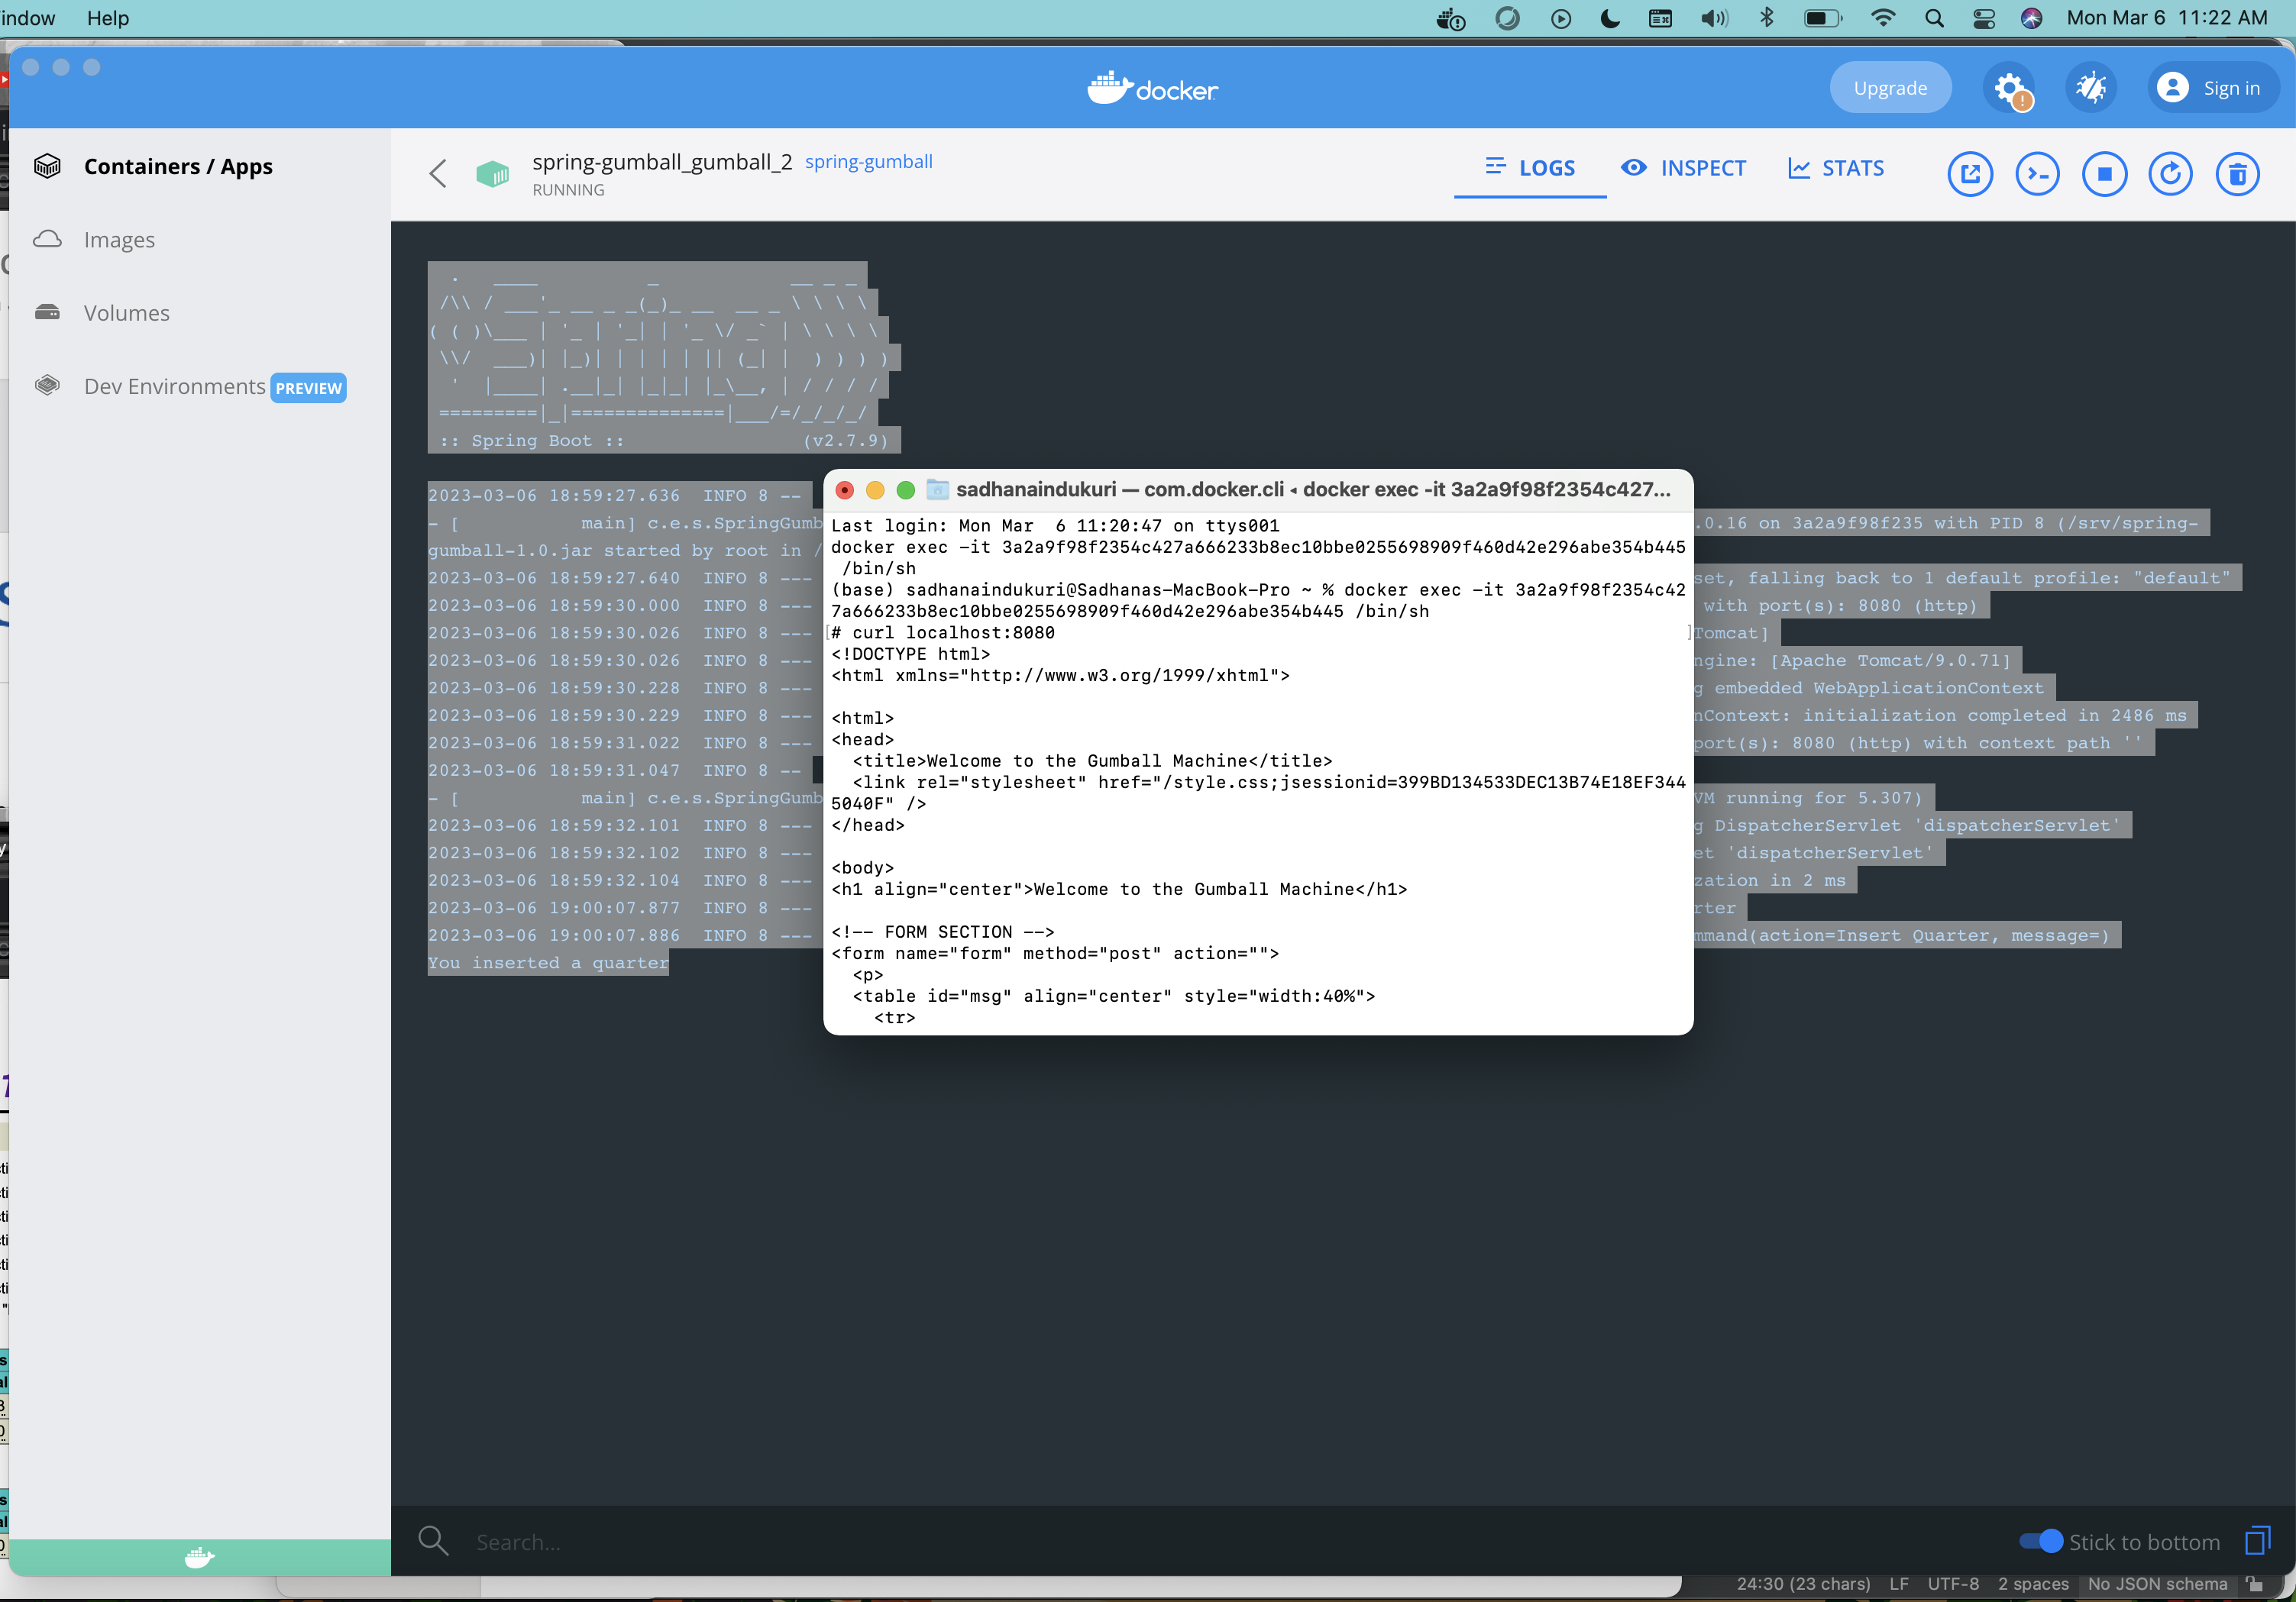 indow Help Mon Mar 6 11:22 AM
docker
Upgrade
Sign in
Containers / Apps
Images
Volumes
Dev Environments PREVIEW
spring-gumball_gumball_2 spring-gumball
RUNNING
LOGS INSPECT STATS
  .   ____          _            __ _ _
 /\\ / ___'_ __ _ _(_)_ __  __ _ \ \ \ \
( ( )\___ | '_ | '_| | '_ \/ _` | \ \ \ \
 \\/  ___)| |_)| | | | | || (_| |  ) ) ) )
  '  |____| .__|_| |_|_| |_\__, | / / / /
 =========|_|==============|___/=/_/_/_/
 :: Spring Boot ::                (v2.7.9)
2023-03-06 18:59:27.636  INFO 8 --
- [           main] c.e.s.SpringGumb .0.16 on 3a2a9f98f235 with PID 8 (/srv/spring-
gumball-1.0.jar started by root in /
2023-03-06 18:59:27.640  INFO 8 --- set, falling back to 1 default profile: "default"
2023-03-06 18:59:30.000  INFO 8 --- with port(s): 8080 (http)
2023-03-06 18:59:30.026  INFO 8 --- Tomcat]
2023-03-06 18:59:30.026  INFO 8 --- ngine: [Apache Tomcat/9.0.71]
2023-03-06 18:59:30.228  INFO 8 --- g embedded WebApplicationContext
2023-03-06 18:59:30.229  INFO 8 --- nContext: initialization completed in 2486 ms
2023-03-06 18:59:31.022  INFO 8 --- port(s): 8080 (http) with context path ''
2023-03-06 18:59:31.047  INFO 8 --
- [           main] c.e.s.SpringGumb VM running for 5.307)
2023-03-06 18:59:32.101  INFO 8 --- g DispatcherServlet 'dispatcherServlet'
2023-03-06 18:59:32.102  INFO 8 --- et 'dispatcherServlet'
2023-03-06 18:59:32.104  INFO 8 --- zation in 2 ms
2023-03-06 19:00:07.877  INFO 8 --- rter
2023-03-06 19:00:07.886  INFO 8 --- mmand(action=Insert Quarter, message=)
You inserted a quarter
sadhanaindukuri — com.docker.cli ◂ docker exec -it 3a2a9f98f2354c427...
Last login: Mon Mar  6 11:20:47 on ttys001
docker exec -it 3a2a9f98f2354c427a666233b8ec10bbe0255698909f460d42e296abe354b445
 /bin/sh
(base) sadhanaindukuri@Sadhanas-MacBook-Pro ~ % docker exec -it 3a2a9f98f2354c42
7a666233b8ec10bbe0255698909f460d42e296abe354b445 /bin/sh
[# curl localhost:8080 ]
<!DOCTYPE html>
<html xmlns="http://www.w3.org/1999/xhtml">
<html>
<head>
  <title>Welcome to the Gumball Machine</title>
  <link rel="stylesheet" href="/style.css;jsessionid=399BD134533DEC13B74E18EF344
5040F" />
</head>
<body>
<h1 align="center">Welcome to the Gumball Machine</h1>
<!-- FORM SECTION -->
<form name="form" method="post" action="">
  <p>
  <table id="msg" align="center" style="width:40%">
    <tr>
Search...
Stick to bottom
24:30 (23 chars) LF UTF-8 2 spaces No JSON schema